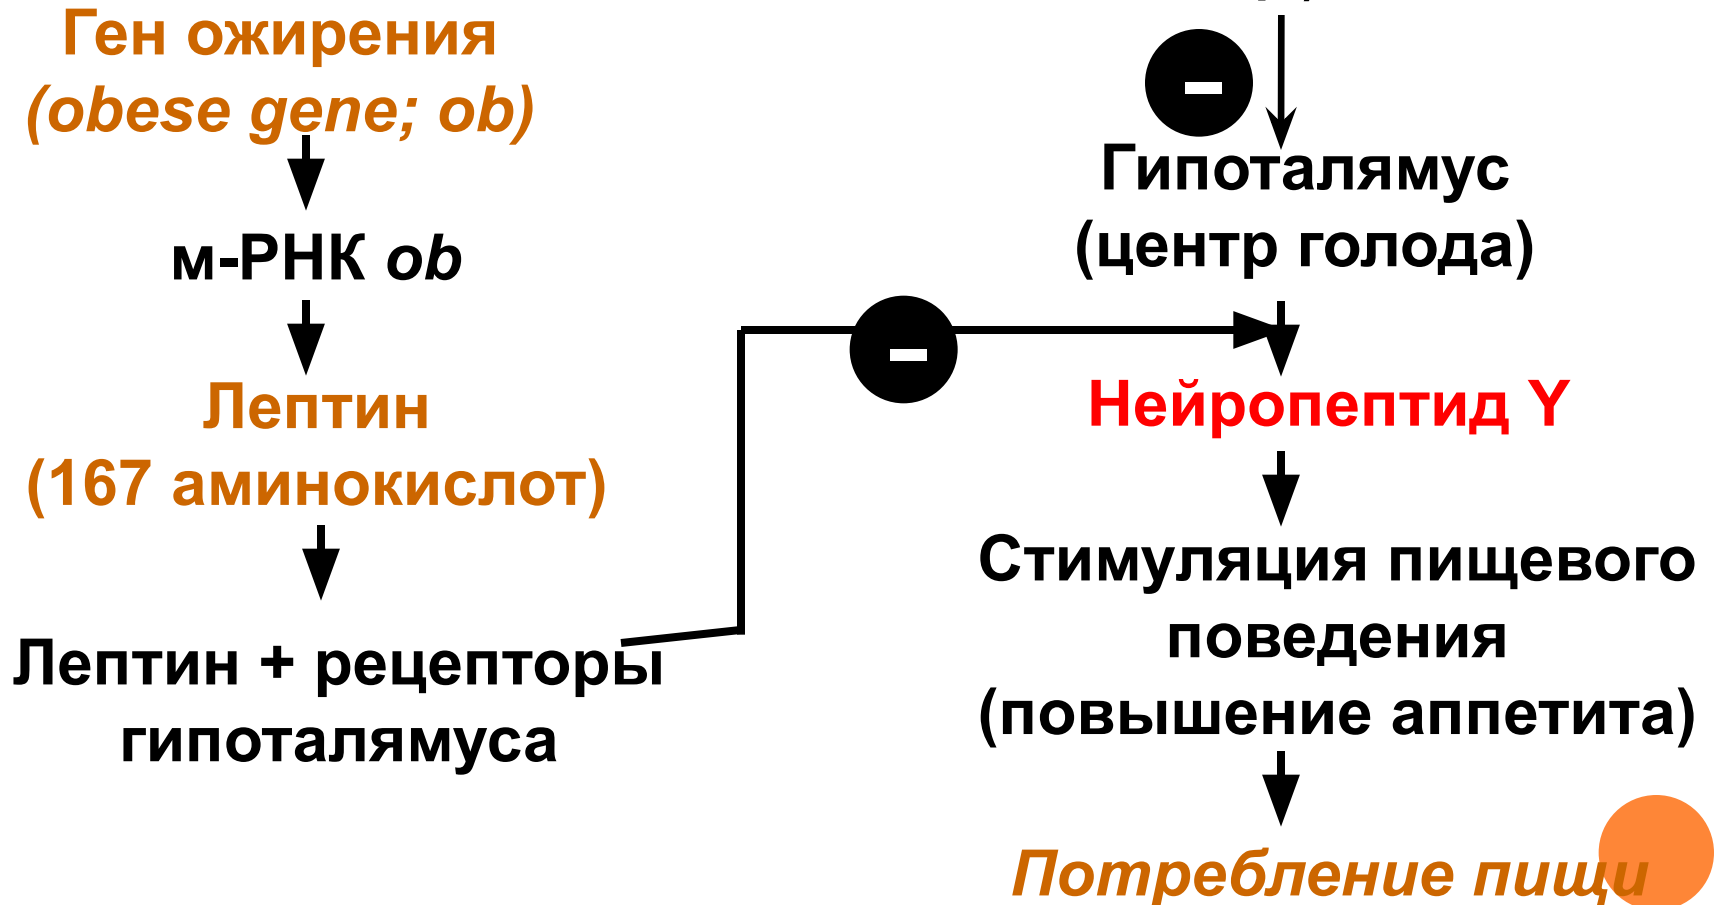 Ген ожирения
(obese gene; ob)
м-РНК ob
Лептин
(167 аминокислот)
Лептин + рецепторы
гипоталямуса
–
Гипоталямус
(центр голода)
–
Нейропептид Y
Стимуляция пищевого
поведения
(повышение аппетита)
Потребление пищи